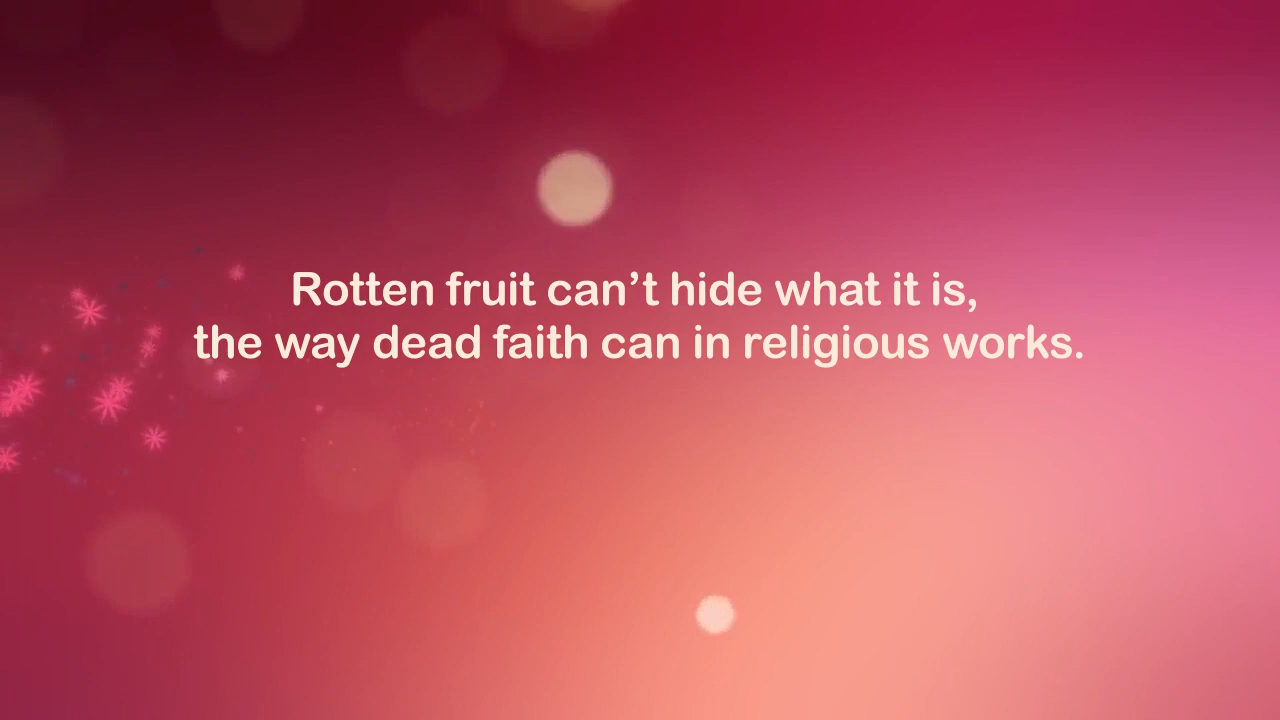 Rotten fruit can’t hide what it is,
the way dead faith can in religious works.